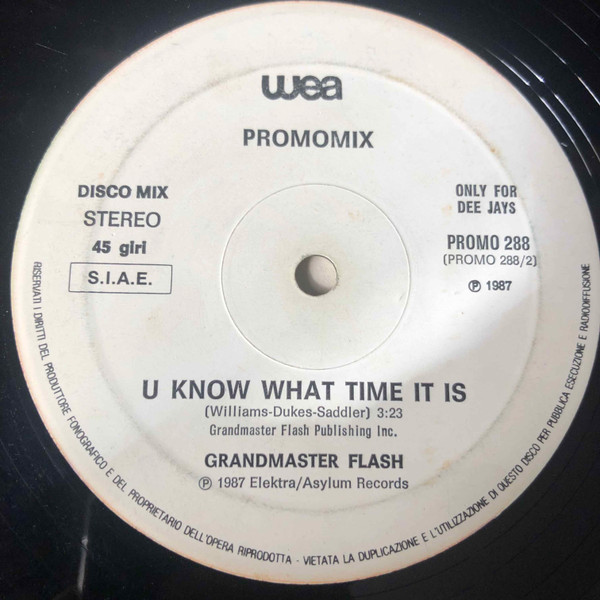 wea
PROMOMIX
DISCO MIX
STEREO
45 giri
S.I.A.E.
ONLY FOR
DEE JAYS
PROMO 288
(PROMO 288/2)
℗ 1987
U KNOW WHAT TIME IT IS
(Williams-Dukes-Saddler) 3:23
Grandmaster Flash Publishing Inc.
GRANDMASTER FLASH
℗ 1987 Elektra/Asylum Records
RISERVATI I DIRITTI DEL PRODUTTORE FONOGRAFICO E DEL PROPRIETARIO DELL'OPERA RIPRODOTTA - VIETATA LA DUPLICAZIONE E L'UTILIZZAZIONE DI QUESTO DISCO PER PUBBLICA ESECUZIONE E RADIODIFFUSIONE